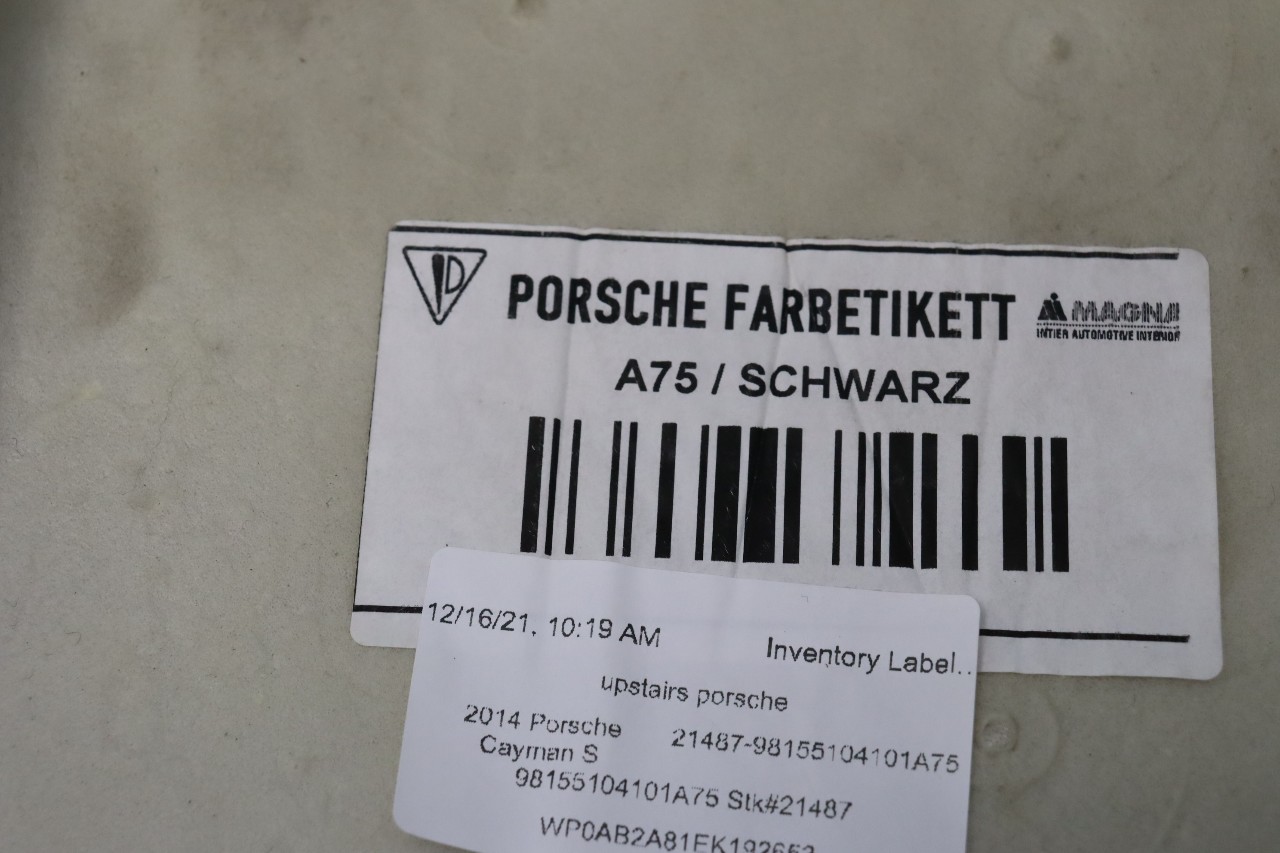 PORSCHE FARBETIKETT
MAGNA
INTIER AUTOMOTIVE INTERIOR
A75 / SCHWARZ
12/16/21, 10:19 AM Inventory Label..
upstairs porsche
2014 Porsche Cayman S 21487-98155104101A75
98155104101A75 Stk#21487